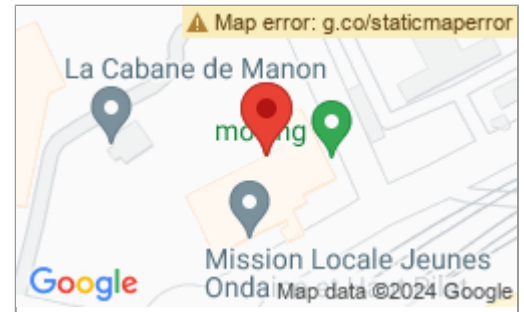 Map error: g.co/staticmaperror
La Cabane de Manon
Mission Locale Jeunes
Google
Map data ©2024 Google